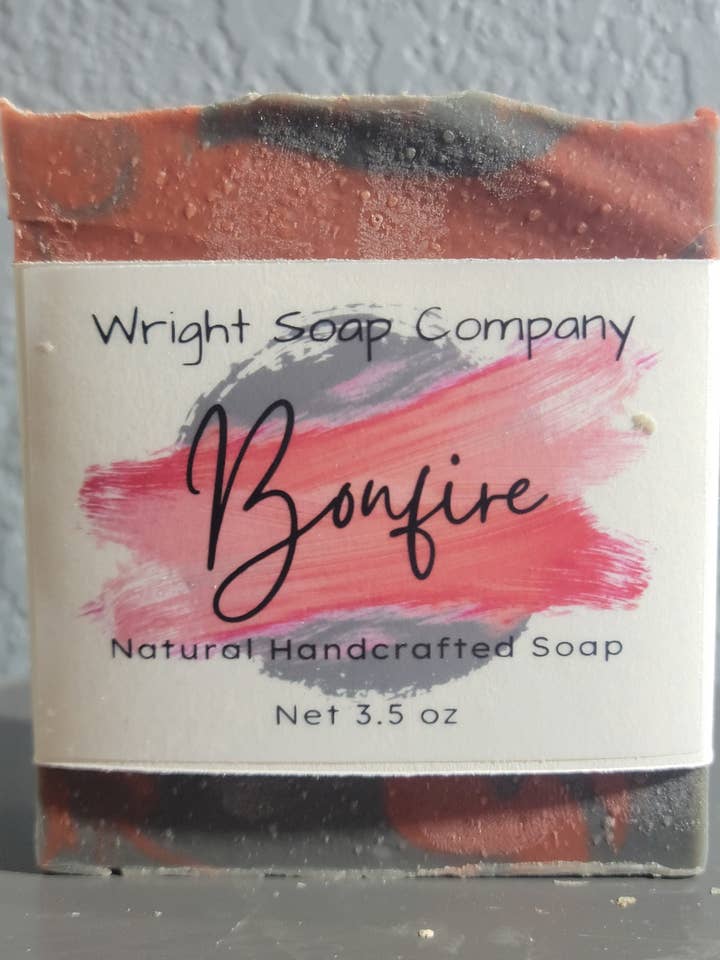 Wright Soap Company
Bonfire
Natural Handcrafted Soap
Net 3.5 oz